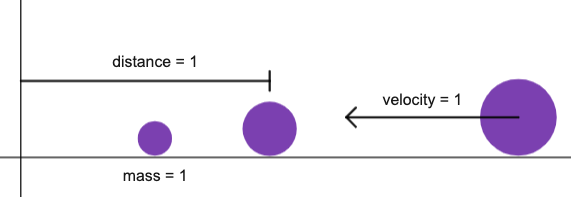 distance = 1
velocity = 1
mass = 1